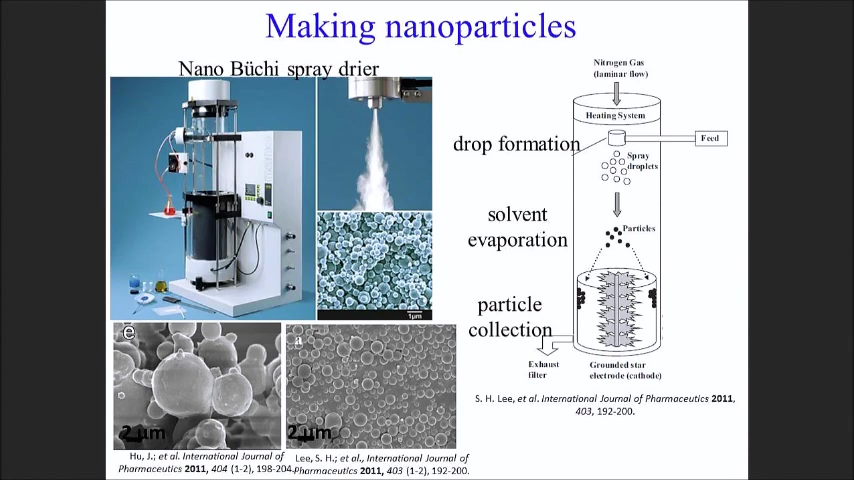 Making nanoparticles
Nano Büchi spray drier
Nitrogen Gas
(laminar flow)
Heating System
drop formation
Feed
Spray
droplets
solvent
evaporation
Particles
particle
collection
1µm
e
a
2 µm
2 µm
Exhaust
filter
Grounded star
electrode (cathode)
S. H. Lee, et al. International Journal of Pharmaceutics 2011,
403, 192-200.
Hu, J.; et al. International Journal of
Pharmaceutics 2011, 404 (1-2), 198-204.
Lee, S. H.; et al., International Journal of
Pharmaceutics 2011, 403 (1-2), 192-200.